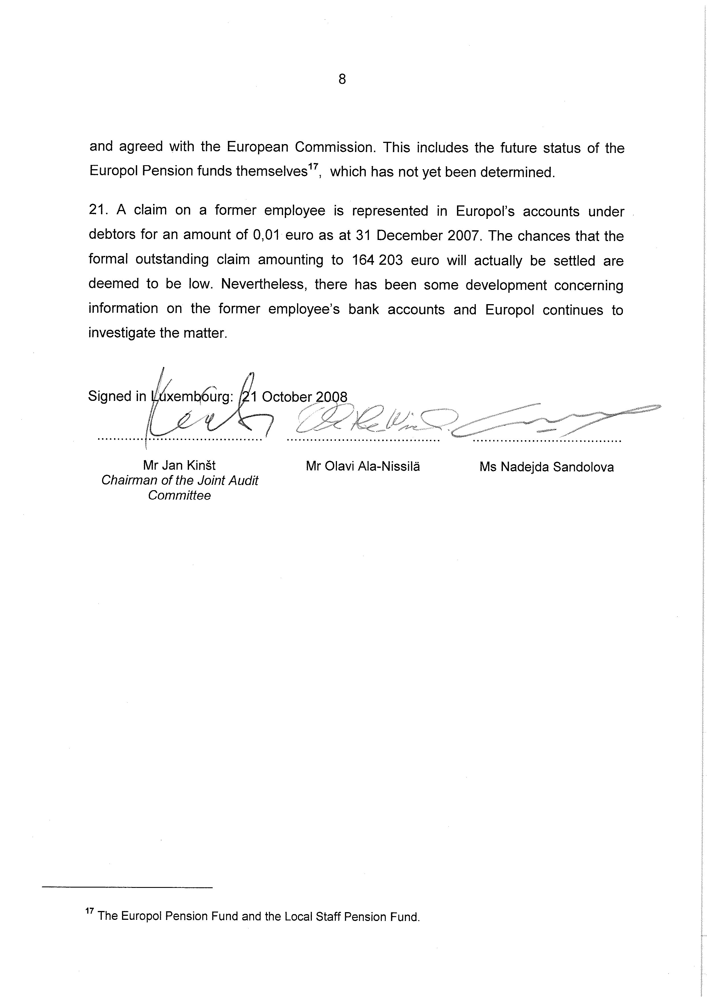 8
and agreed with the European Commission. This includes the future status of the
Europol Pension funds themselves17, which has not yet been determined.
21. A claim on a former employee is represented in Europol's accounts under
debtors for an amount of 0,01 euro as at 31 December 2007. The chances that the
formal outstanding claim amounting to 164 203 euro will actually be settled are
deemed to be low. Nevertheless, there has been some development concerning
information on the former employee's bank accounts and Europol continues to
investigate the matter.
Signed in Luxembourg: 21 October 2008
Mr Jan Kinšt
Chairman of the Joint Audit
Committee
Mr Olavi Ala-Nissilä
Ms Nadejda Sandolova
17 The Europol Pension Fund and the Local Staff Pension Fund.